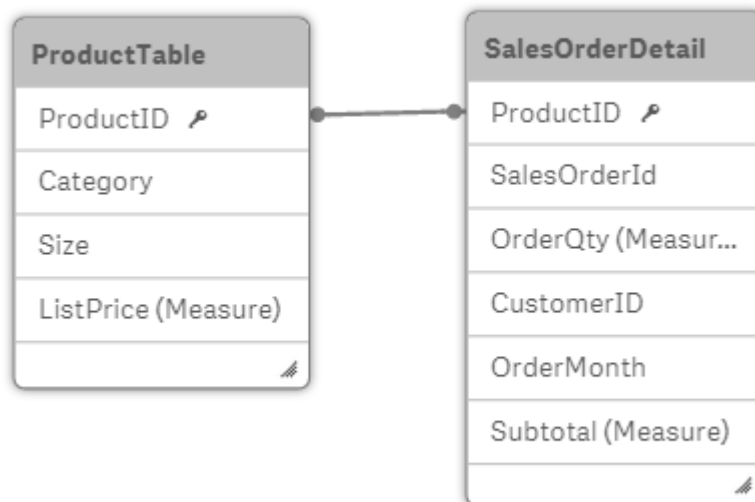 ProductTable
ProductID
Category
Size
ListPrice (Measure)
SalesOrderDetail
ProductID
SalesOrderId
OrderQty (Measur...
CustomerID
OrderMonth
Subtotal (Measure)